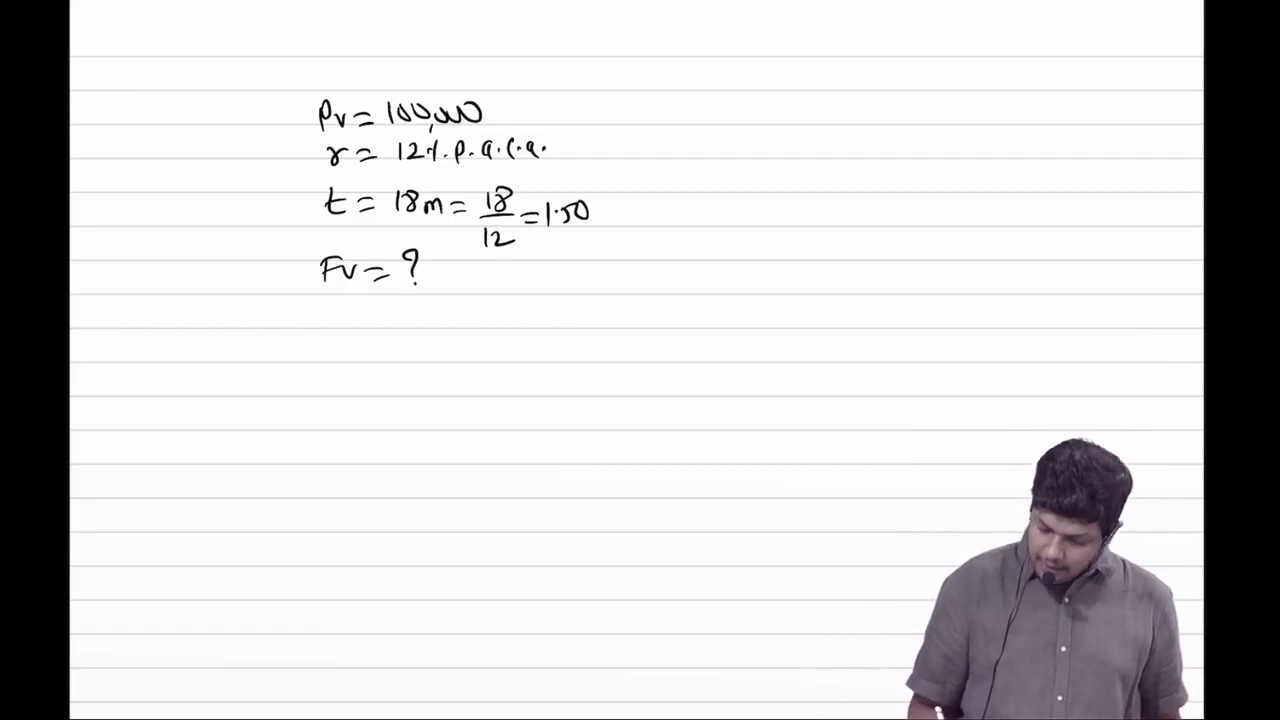 PV = 100,000
r = 12%. p.a.c.a.
t = 18m = 18/12 = 1.50
FV = ?